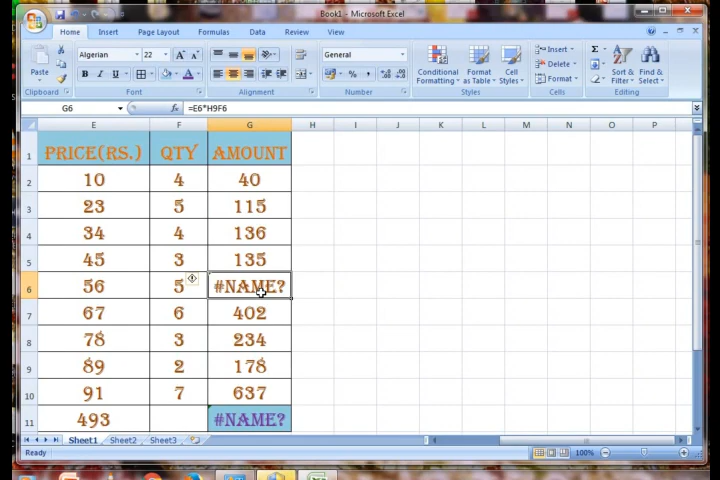 Book1 - Microsoft Excel
Home Insert Page Layout Formulas Data Review View
Paste
Clipboard
Algerian 22 A A
B I U A
Font
Alignment
General
% ,
Number
Conditional Formatting
Format as Table
Cell Styles
Styles
Insert
Delete
Format
Cells
Σ
Sort & Filter
Find & Select
Editing
G6 fx =E6*H9F6
E F G H I J K L M N O P
1 PRICE(RS.) QTY AMOUNT
2 10 4 40
3 23 5 115
4 34 4 136
5 45 3 135
6 56 5 #NAME?
7 67 6 402
8 78 3 234
9 89 2 178
10 91 7 637
11 493 #NAME?
Sheet1 Sheet2 Sheet3
Ready 100%